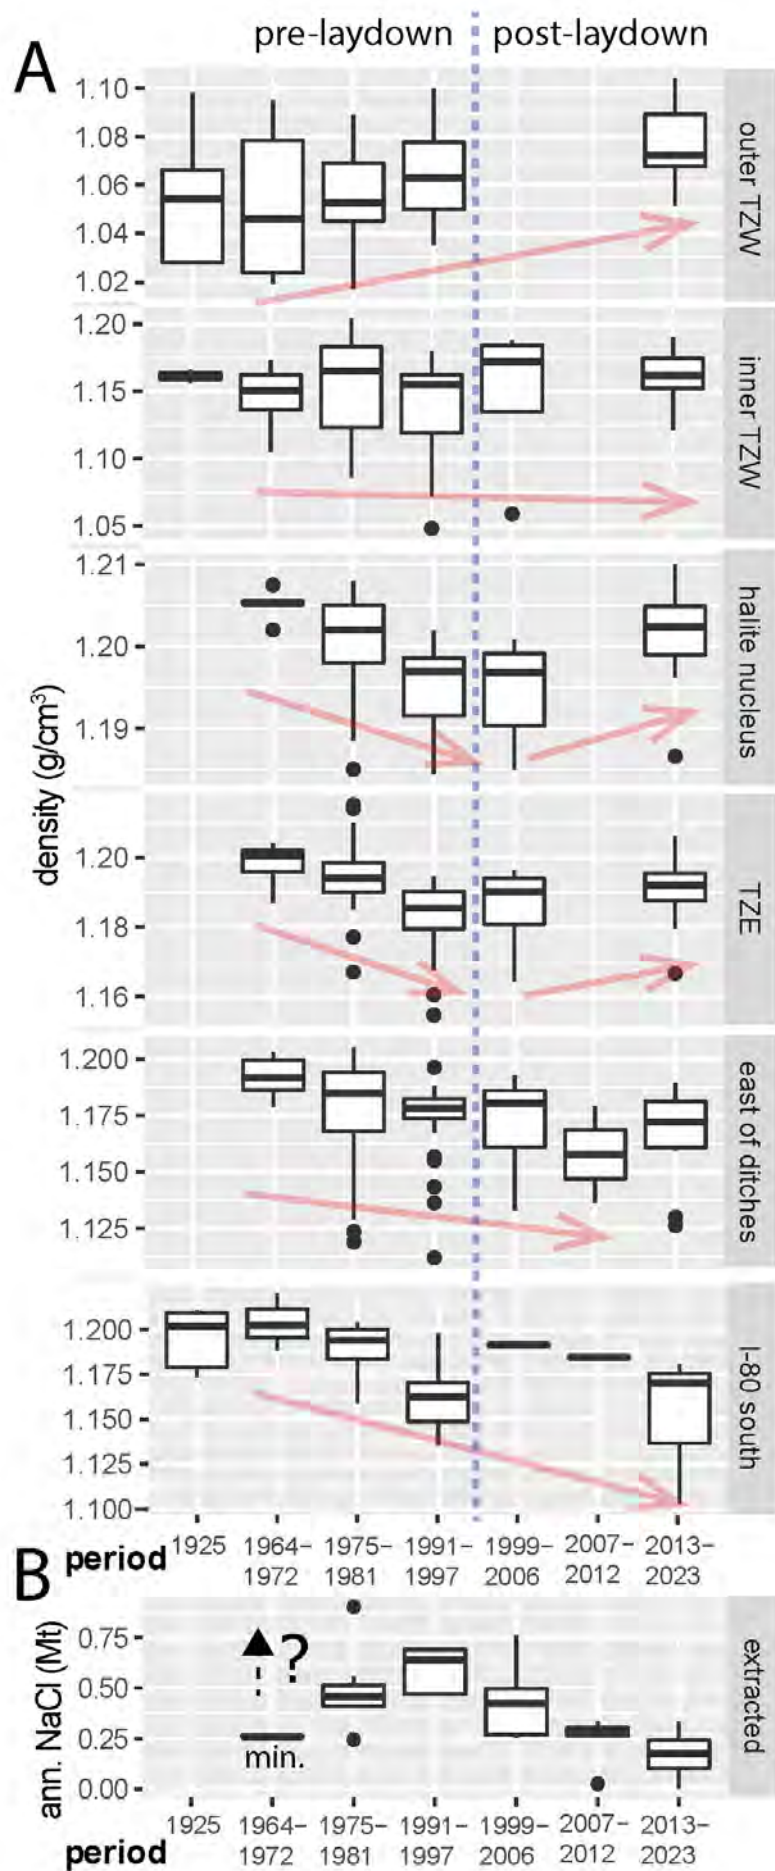 pre-laydown post-laydown
A
1.10
1.08
1.06
1.04
1.02
outer TZW
1.20
1.15
1.10
1.05
inner TZW
1.21
1.20
1.19
halite nucleus
density (g/cm³)
1.20
1.18
1.16
TZE
1.200
1.175
1.150
1.125
east of ditches
1.200
1.175
1.150
1.125
1.100
I-80 south
period 1925 1964– 1975– 1991– 1999– 2007– 2013–
1972 1981 1997 2006 2012 2023
B
ann. NaCl (Mt)
0.75
0.50
0.25
0.00
?
min.
extracted
1925 1964– 1975– 1991– 1999– 2007– 2013–
period 1972 1981 1997 2006 2012 2023